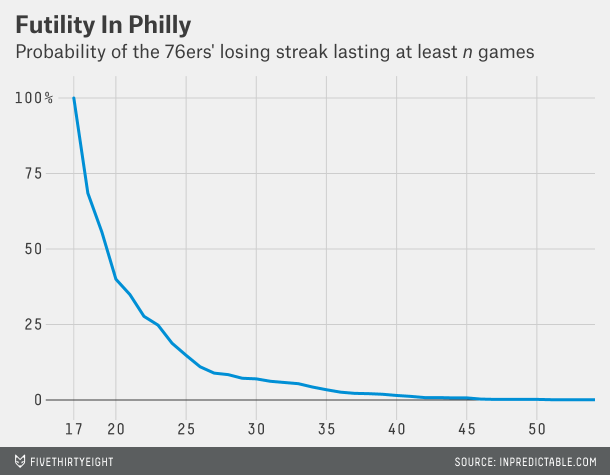 Futility In Philly
Probability of the 76ers' losing streak lasting at least n games
100%
75
50
25
0
17 20 25 30 35 40 45 50
FIVETHIRTYEIGHT SOURCE: INPREDICTABLE.COM